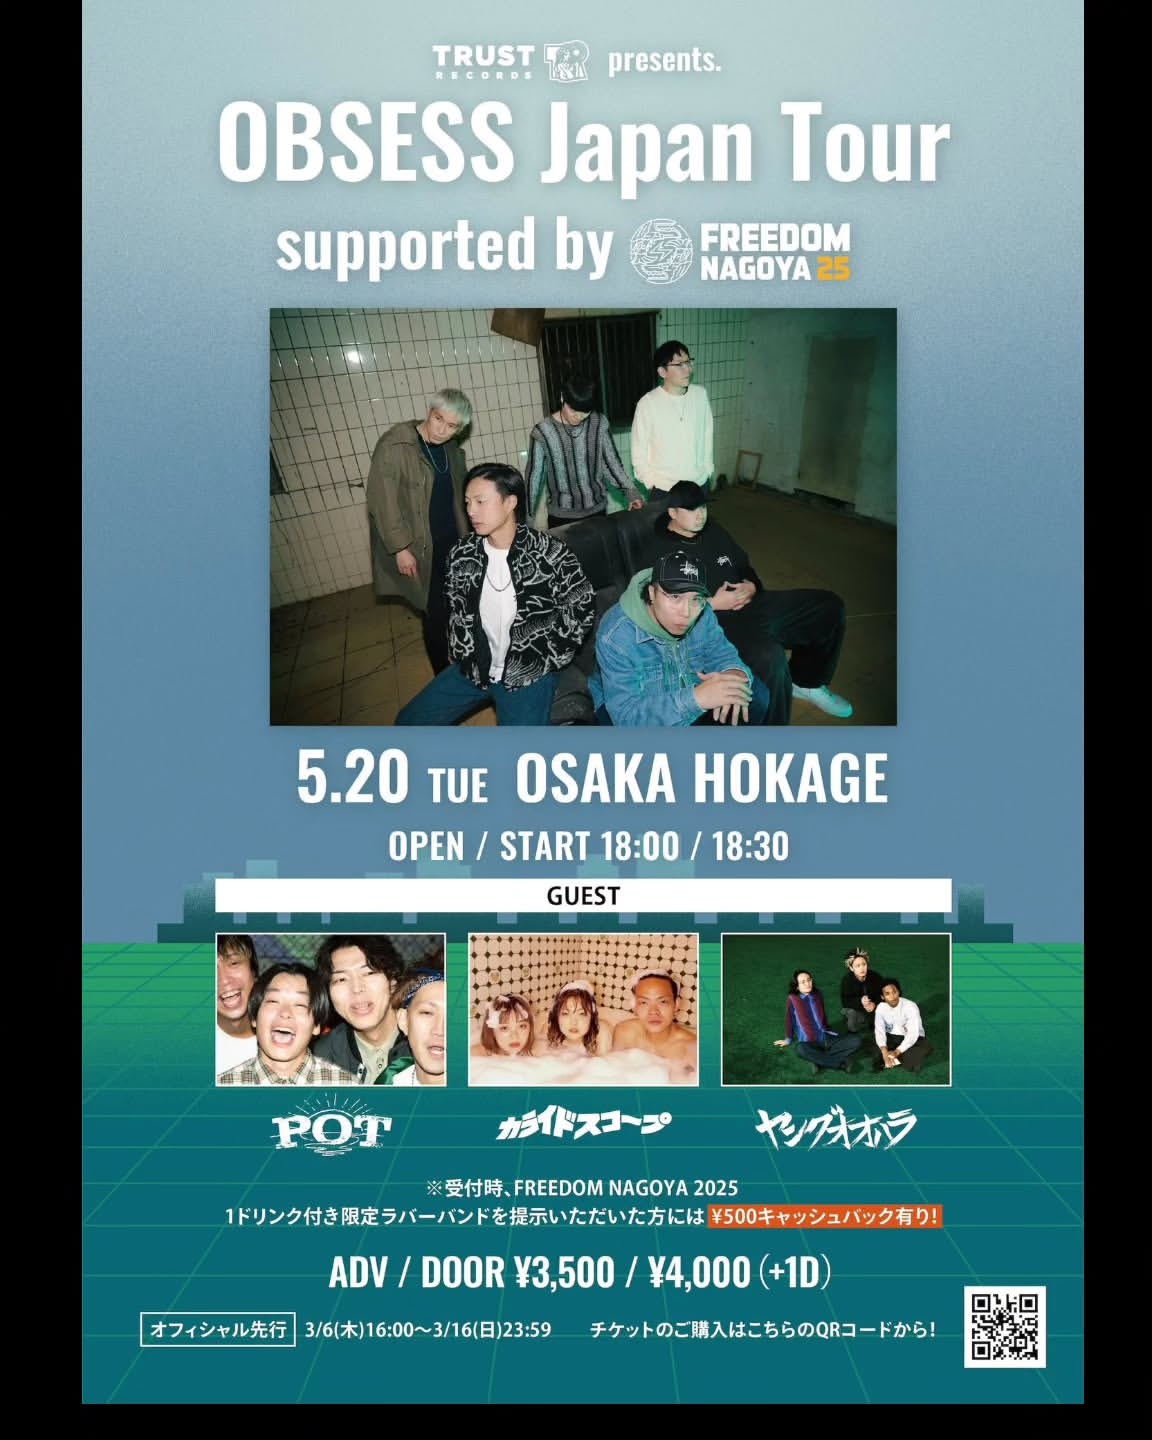 TRUST RECORDS TR presents.
OBSESS Japan Tour
supported by FREEDOM NAGOYA 25
5.20 TUE OSAKA HOKAGE
OPEN / START 18:00 / 18:30
GUEST
POT カライドスコープ ヤングオオハラ
※受付時、FREEDOM NAGOYA 2025
1ドリンク付き限定ラバーバンドを提示いただいた方には ¥500キャッシュバック有り!
ADV / DOOR ¥3,500 / ¥4,000 (+1D)
オフィシャル先行 3/6(木)16:00〜3/16(日)23:59 チケットのご購入はこちらのQRコードから!